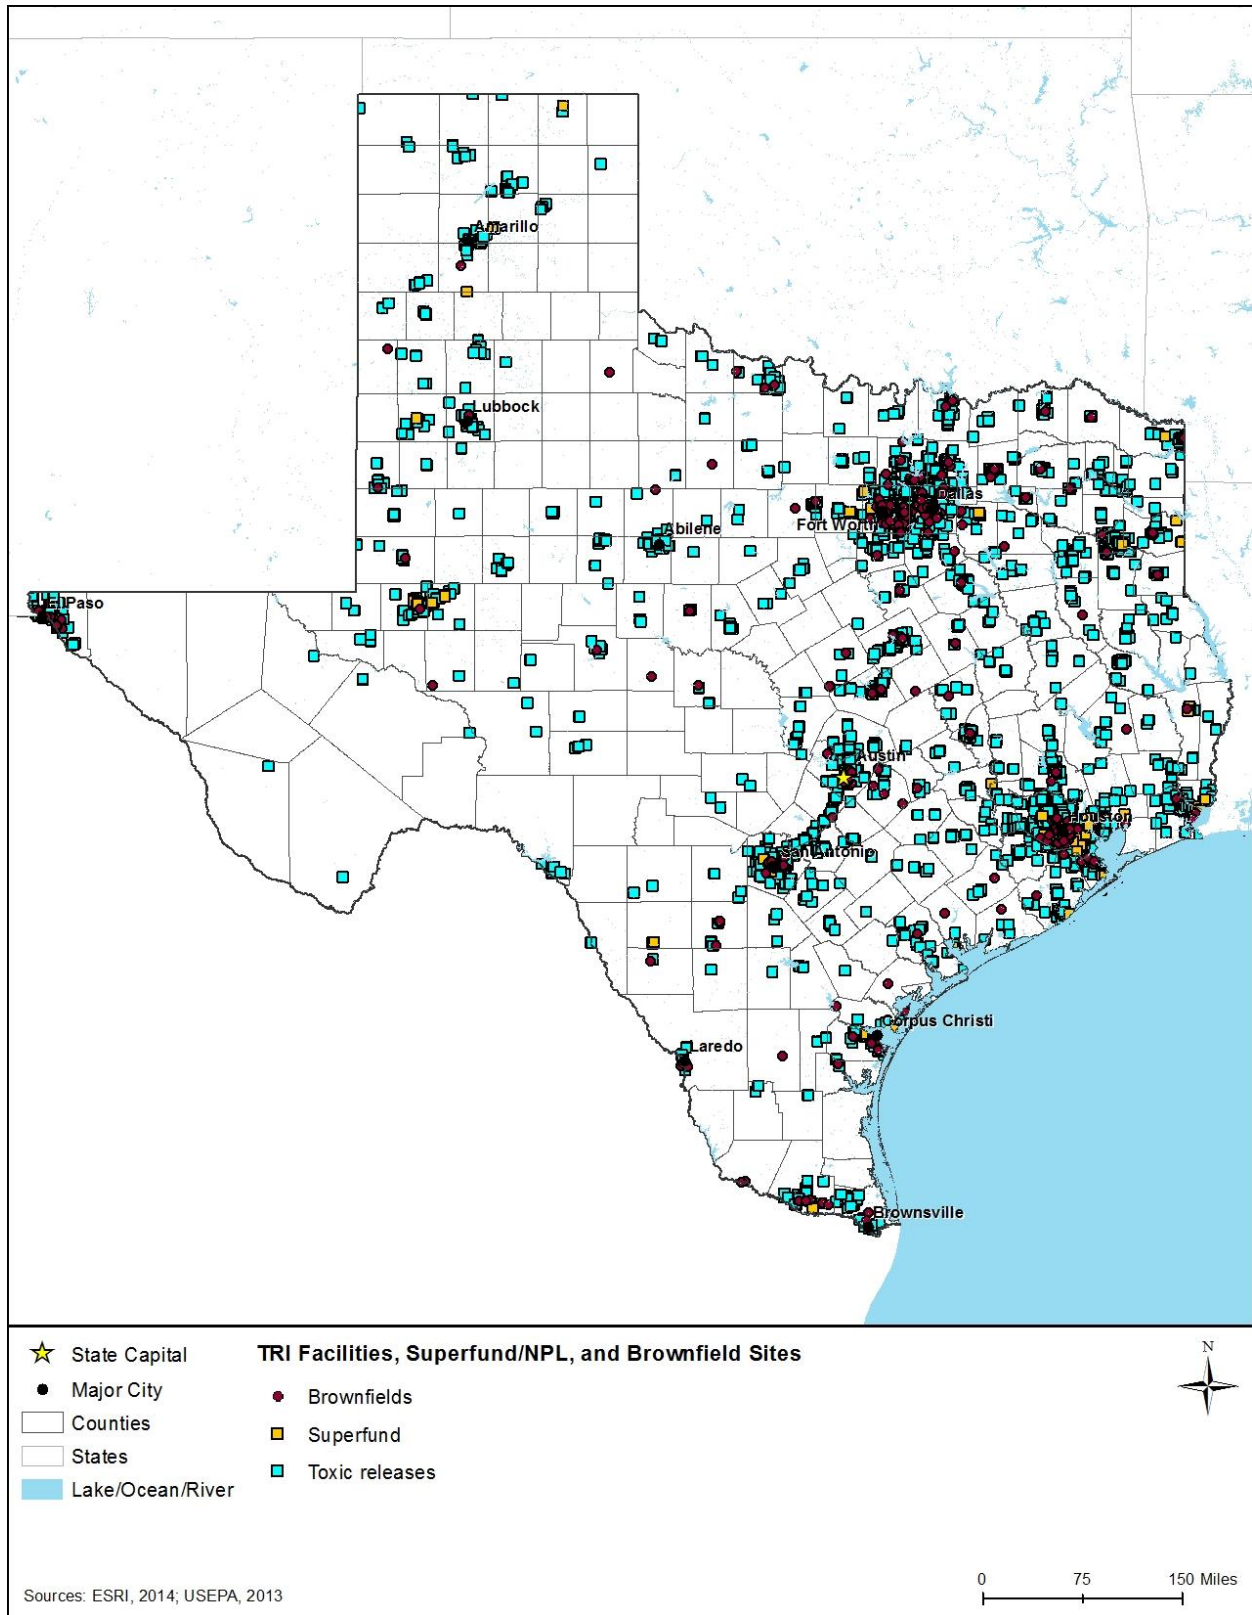 Amarillo
Lubbock
Dallas
Fort Worth
Abilene
El Paso
Austin
Houston
San Antonio
Corpus Christi
Laredo
Brownsville
State Capital
TRI Facilities, Superfund/NPL, and Brownfield Sites
N
Major City
Brownfields
Counties
Superfund
States
Toxic releases
Lake/Ocean/River
Sources: ESRI, 2014; USEPA, 2013
0 75 150 Miles